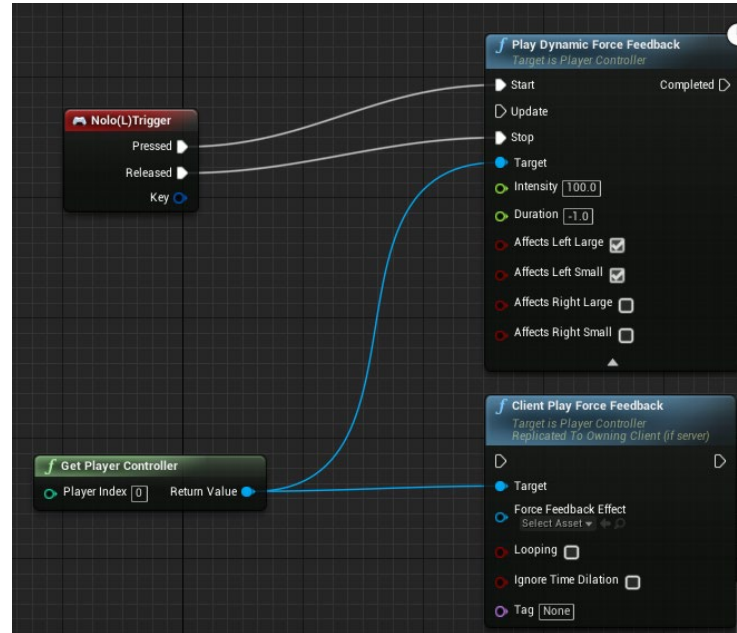 f Play Dynamic Force Feedback
Target is Player Controller
Start Completed
Update
Stop
Target
Intensity 100.0
Duration -1.0
Affects Left Large
Affects Left Small
Affects Right Large
Affects Right Small
Nolo(L)Trigger
Pressed
Released
Key
f Client Play Force Feedback
Target is Player Controller
Replicated To Owning Client (if server)
Target
Force Feedback Effect
Select Asset
Looping
Ignore Time Dilation
Tag None
f Get Player Controller
Player Index 0 Return Value